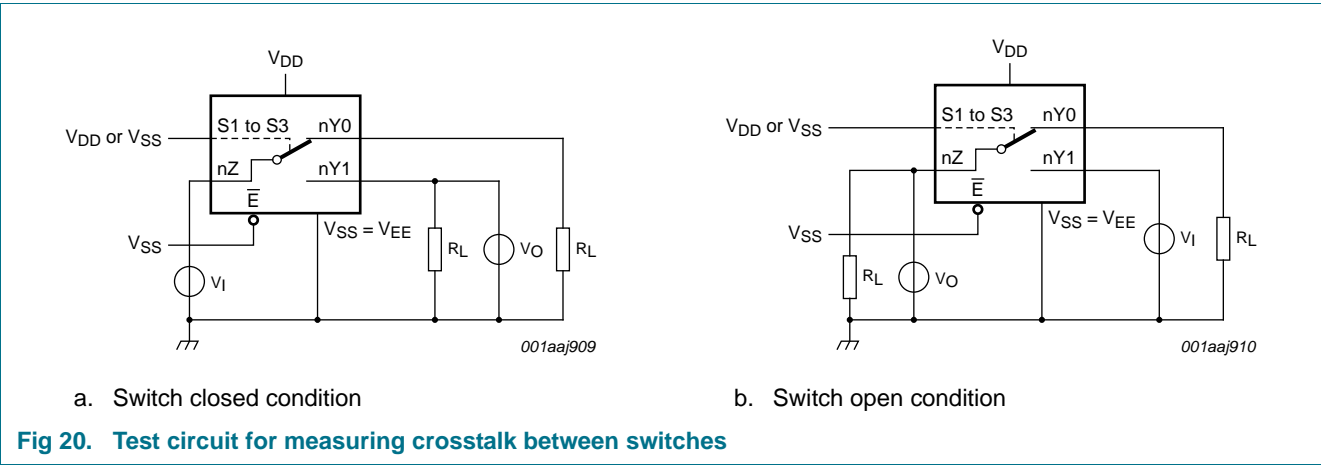 VDD
VDD or VSS
S1 to S3
nY0
nZ
nY1
E
VSS = VEE
VSS
RL
VO
RL
VI
001aaj909
a. Switch closed condition
VDD
VDD or VSS
S1 to S3
nY0
nZ
nY1
E
VSS = VEE
VSS
VI
RL
RL
VO
001aaj910
b. Switch open condition
Fig 20. Test circuit for measuring crosstalk between switches